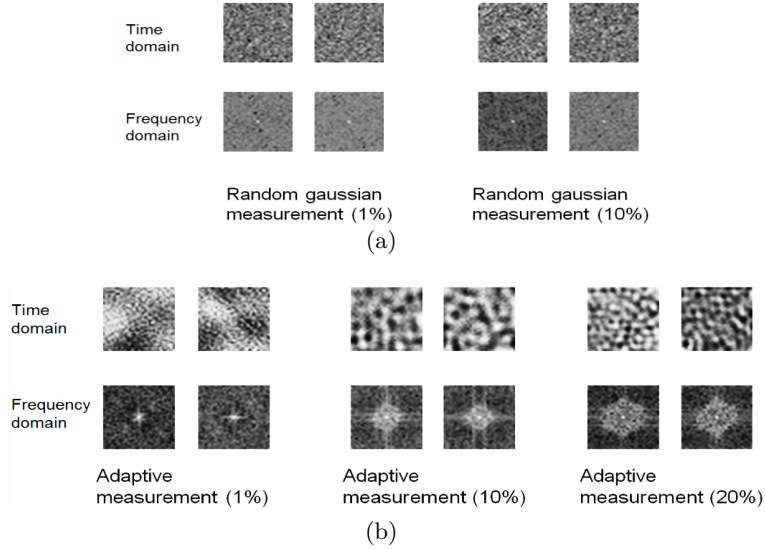 Time
domain
Frequency
domain
Random gaussian
measurement (1%)
Random gaussian
measurement (10%)
(a)
Time
domain
Frequency
domain
Adaptive
measurement (1%)
Adaptive
measurement (10%)
Adaptive
measurement (20%)
(b)